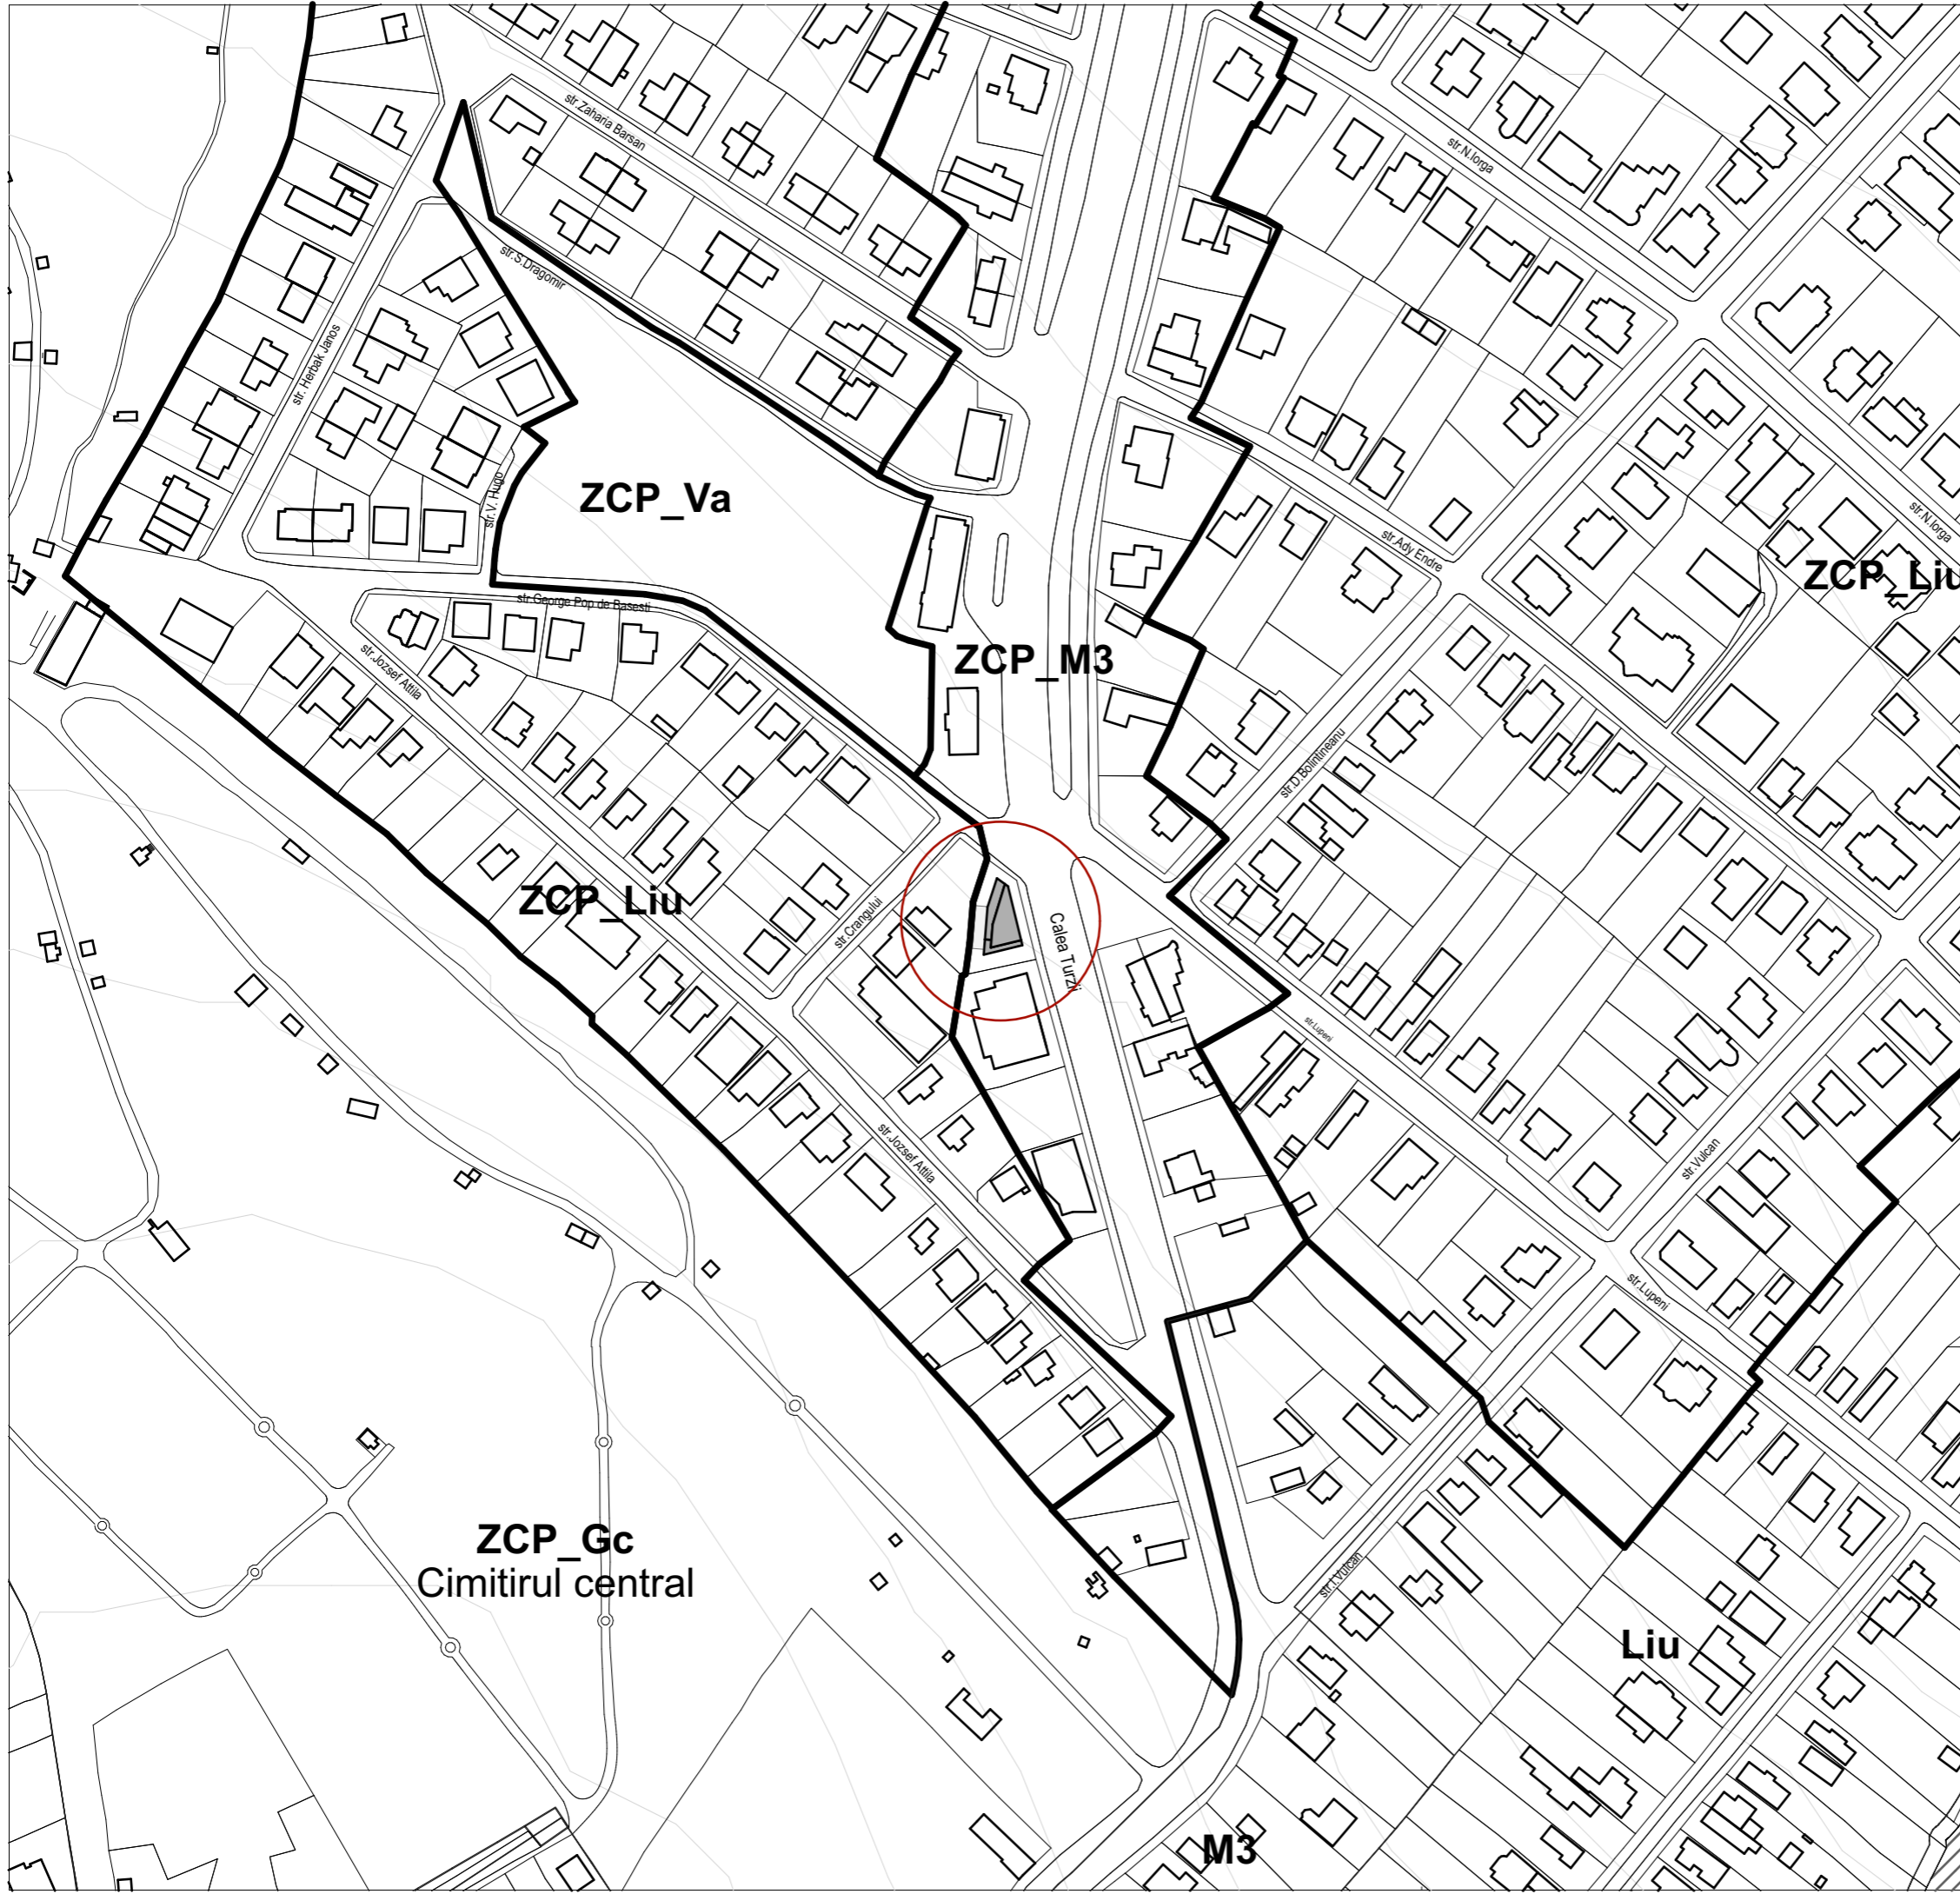 str.Zaharia Barsan
str.N.Iorga
str.S.Dragomir
str. Herbak Janos
ZCP_Va
str.V. Hugo
str.N.Iorga
str.Ady Endre
ZCP_Liu
str.George Pop de Basesti
ZCP_M3
str.Jozsef Attila
str.D.Bolintineanu
ZCP_Liu
str.Crangului
Calea Turzii
str.Lupeni
str.Jozsef Attila
str.Vulcan
str.Lupeni
ZCP_Gc
Cimitirul central
str.I.Vulcan
Liu
M3